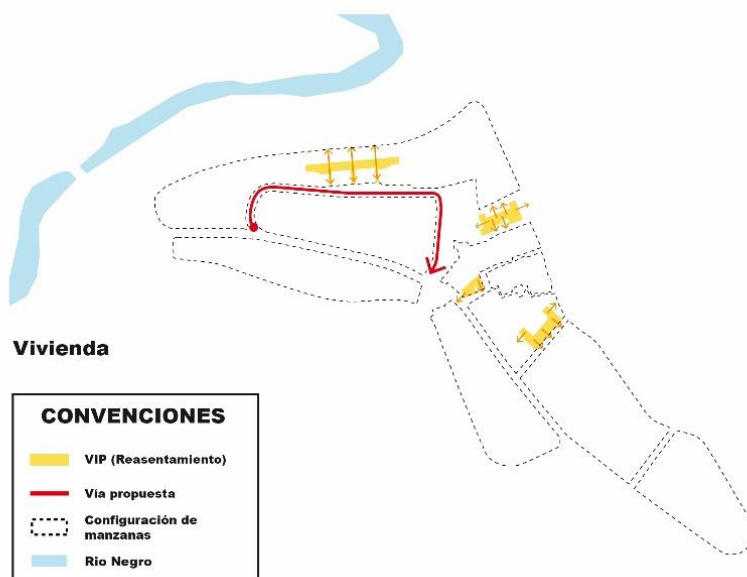 Vivienda
CONVENCIONES
VIP (Reasentamiento)
Vía propuesta
Configuración de
manzanas
Rio Negro